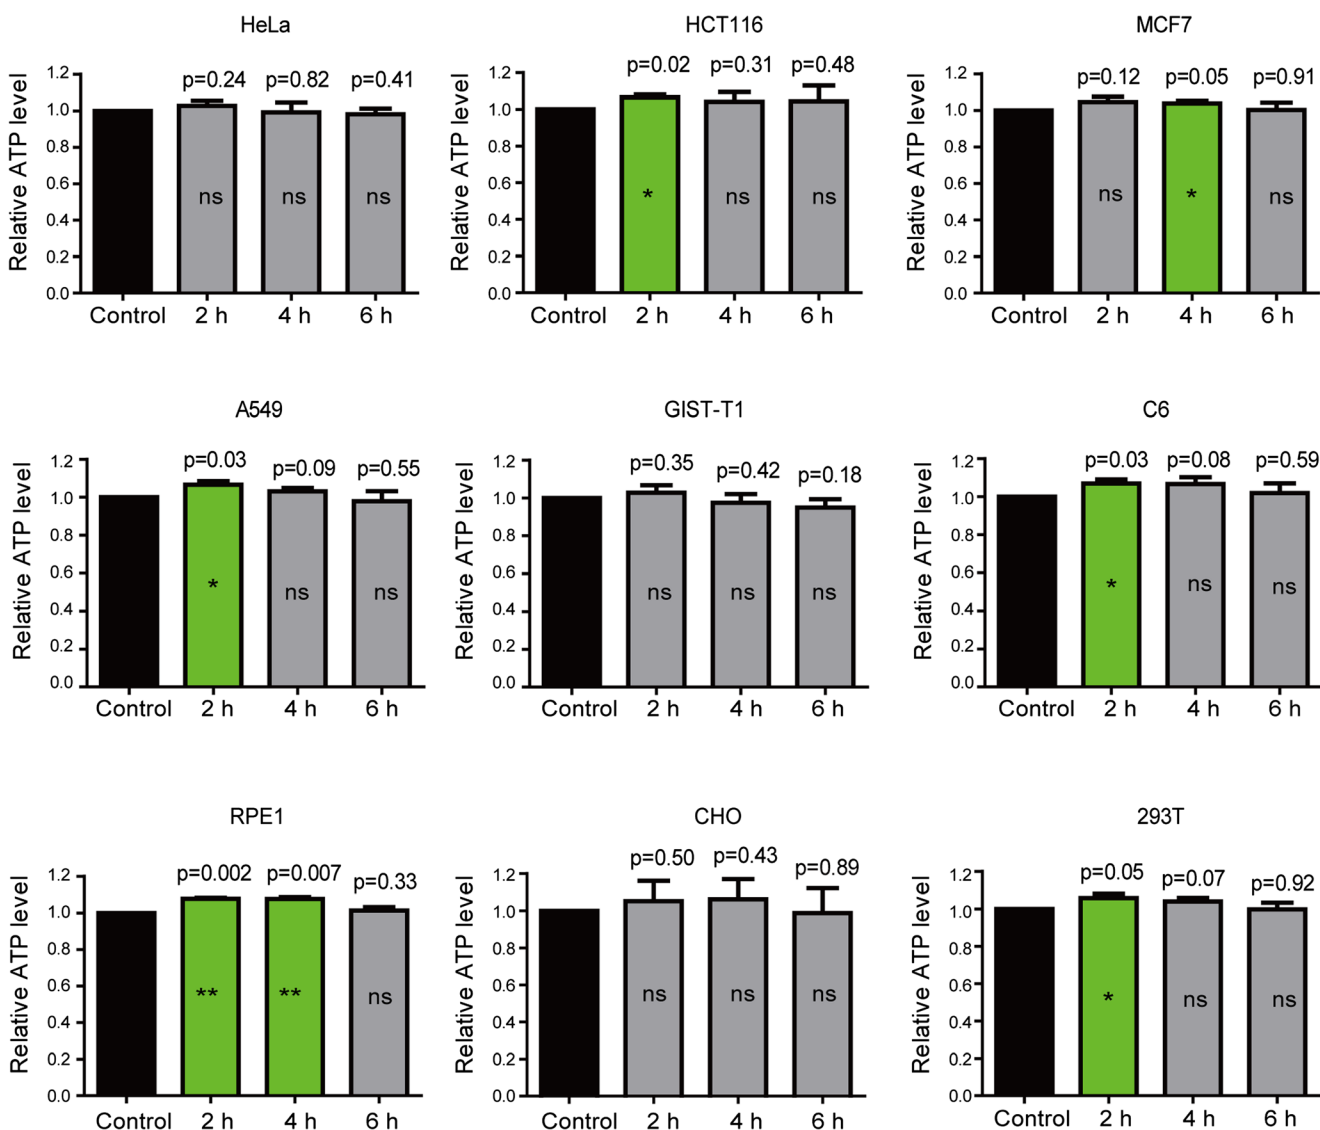 HeLa
Relative ATP level
1.2
1.0
0.8
0.6
0.4
0.2
0.0
p=0.24 p=0.82 p=0.41
ns ns ns
Control 2 h 4 h 6 h
HCT116
Relative ATP level
1.2
1.0
0.8
0.6
0.4
0.2
0.0
p=0.02 p=0.31 p=0.48
* ns ns
Control 2 h 4 h 6 h
MCF7
Relative ATP level
1.2
1.0
0.8
0.6
0.4
0.2
0.0
p=0.12 p=0.05 p=0.91
ns * ns
Control 2 h 4 h 6 h
A549
Relative ATP level
1.2
1.0
0.8
0.6
0.4
0.2
0.0
p=0.03 p=0.09 p=0.55
* ns ns
Control 2 h 4 h 6 h
GIST-T1
Relative ATP level
1.2
1.0
0.8
0.6
0.4
0.2
0.0
p=0.35 p=0.42 p=0.18
ns ns ns
Control 2 h 4 h 6 h
C6
Relative ATP level
1.2
1.0
0.8
0.6
0.4
0.2
0.0
p=0.03 p=0.08 p=0.59
* ns ns
Control 2 h 4 h 6 h
RPE1
Relative ATP level
1.2
1.0
0.8
0.6
0.4
0.2
0.0
p=0.002 p=0.007 p=0.33
** ** ns
Control 2 h 4 h 6 h
CHO
Relative ATP level
1.2
1.0
0.8
0.6
0.4
0.2
0.0
p=0.50 p=0.43 p=0.89
ns ns ns
Control 2 h 4 h 6 h
293T
Relative ATP level
1.2
1.0
0.8
0.6
0.4
0.2
0.0
p=0.05 p=0.07 p=0.92
* ns ns
Control 2 h 4 h 6 h